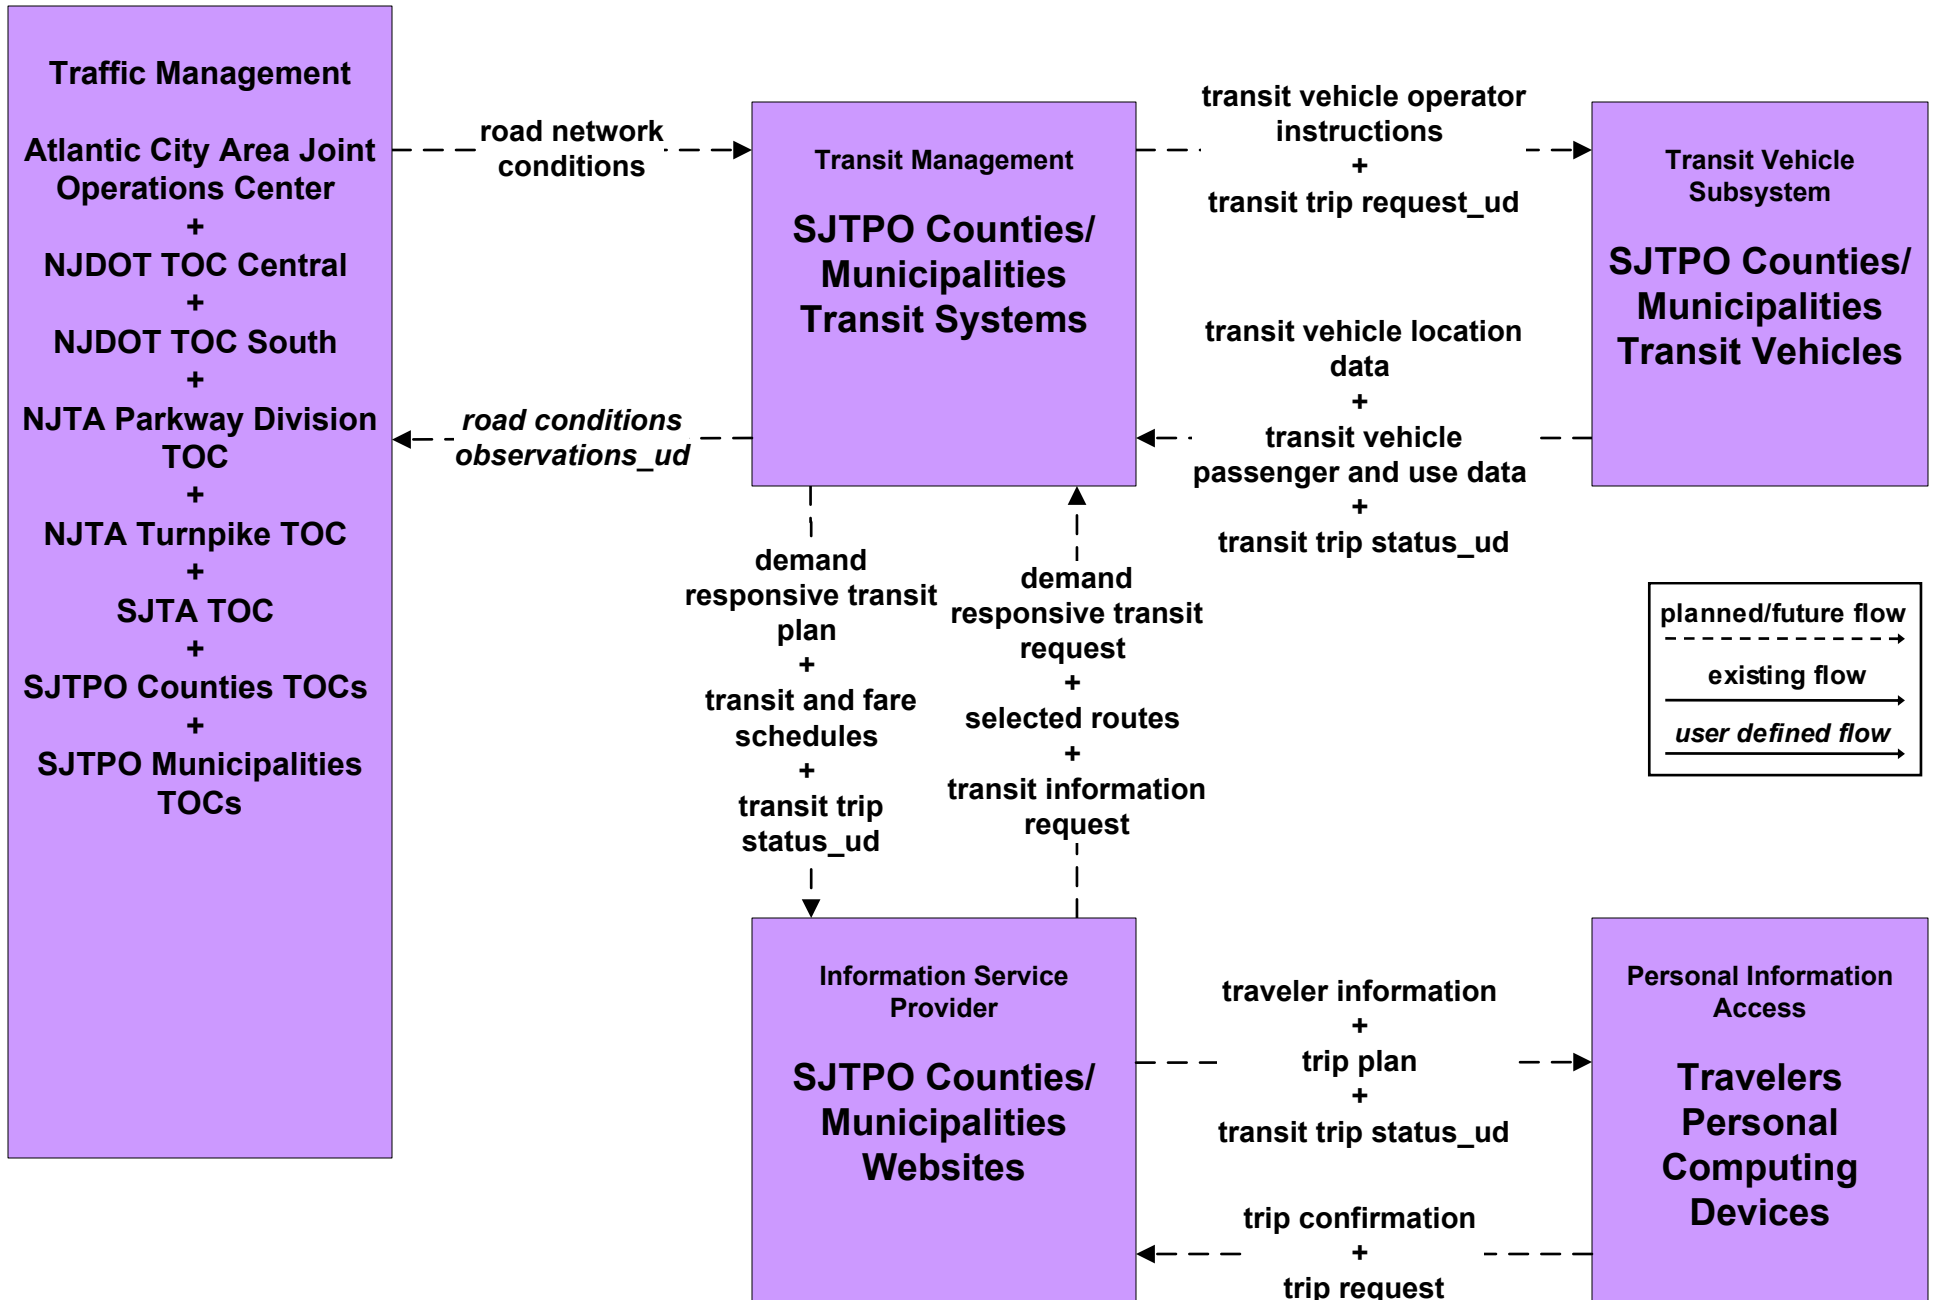 Traffic Management
Atlantic City Area Joint
Operations Center
+
NJDOT TOC Central
+
NJDOT TOC South
+
NJTA Parkway Division
TOC
+
NJTA Turnpike TOC
+
SJTA TOC
+
SJTPO Counties TOCs
+
SJTPO Municipalities
TOCs
road network
conditions
road conditions
observations_ud
Transit Management
SJTPO Counties/
Municipalities
Transit Systems
transit vehicle operator
instructions
+
transit trip request_ud
transit vehicle location
data
+
transit vehicle
passenger and use data
+
transit trip status_ud
Transit Vehicle
Subsystem
SJTPO Counties/
Municipalities
Transit Vehicles
demand
responsive transit
plan
+
transit and fare
schedules
+
transit trip
status_ud
demand
responsive transit
request
+
selected routes
+
transit information
request
planned/future flow
existing flow
user defined flow
Information Service
Provider
SJTPO Counties/
Municipalities
Websites
traveler information
+
trip plan
+
transit trip status_ud
trip confirmation
+
trip request
Personal Information
Access
Travelers
Personal
Computing
Devices